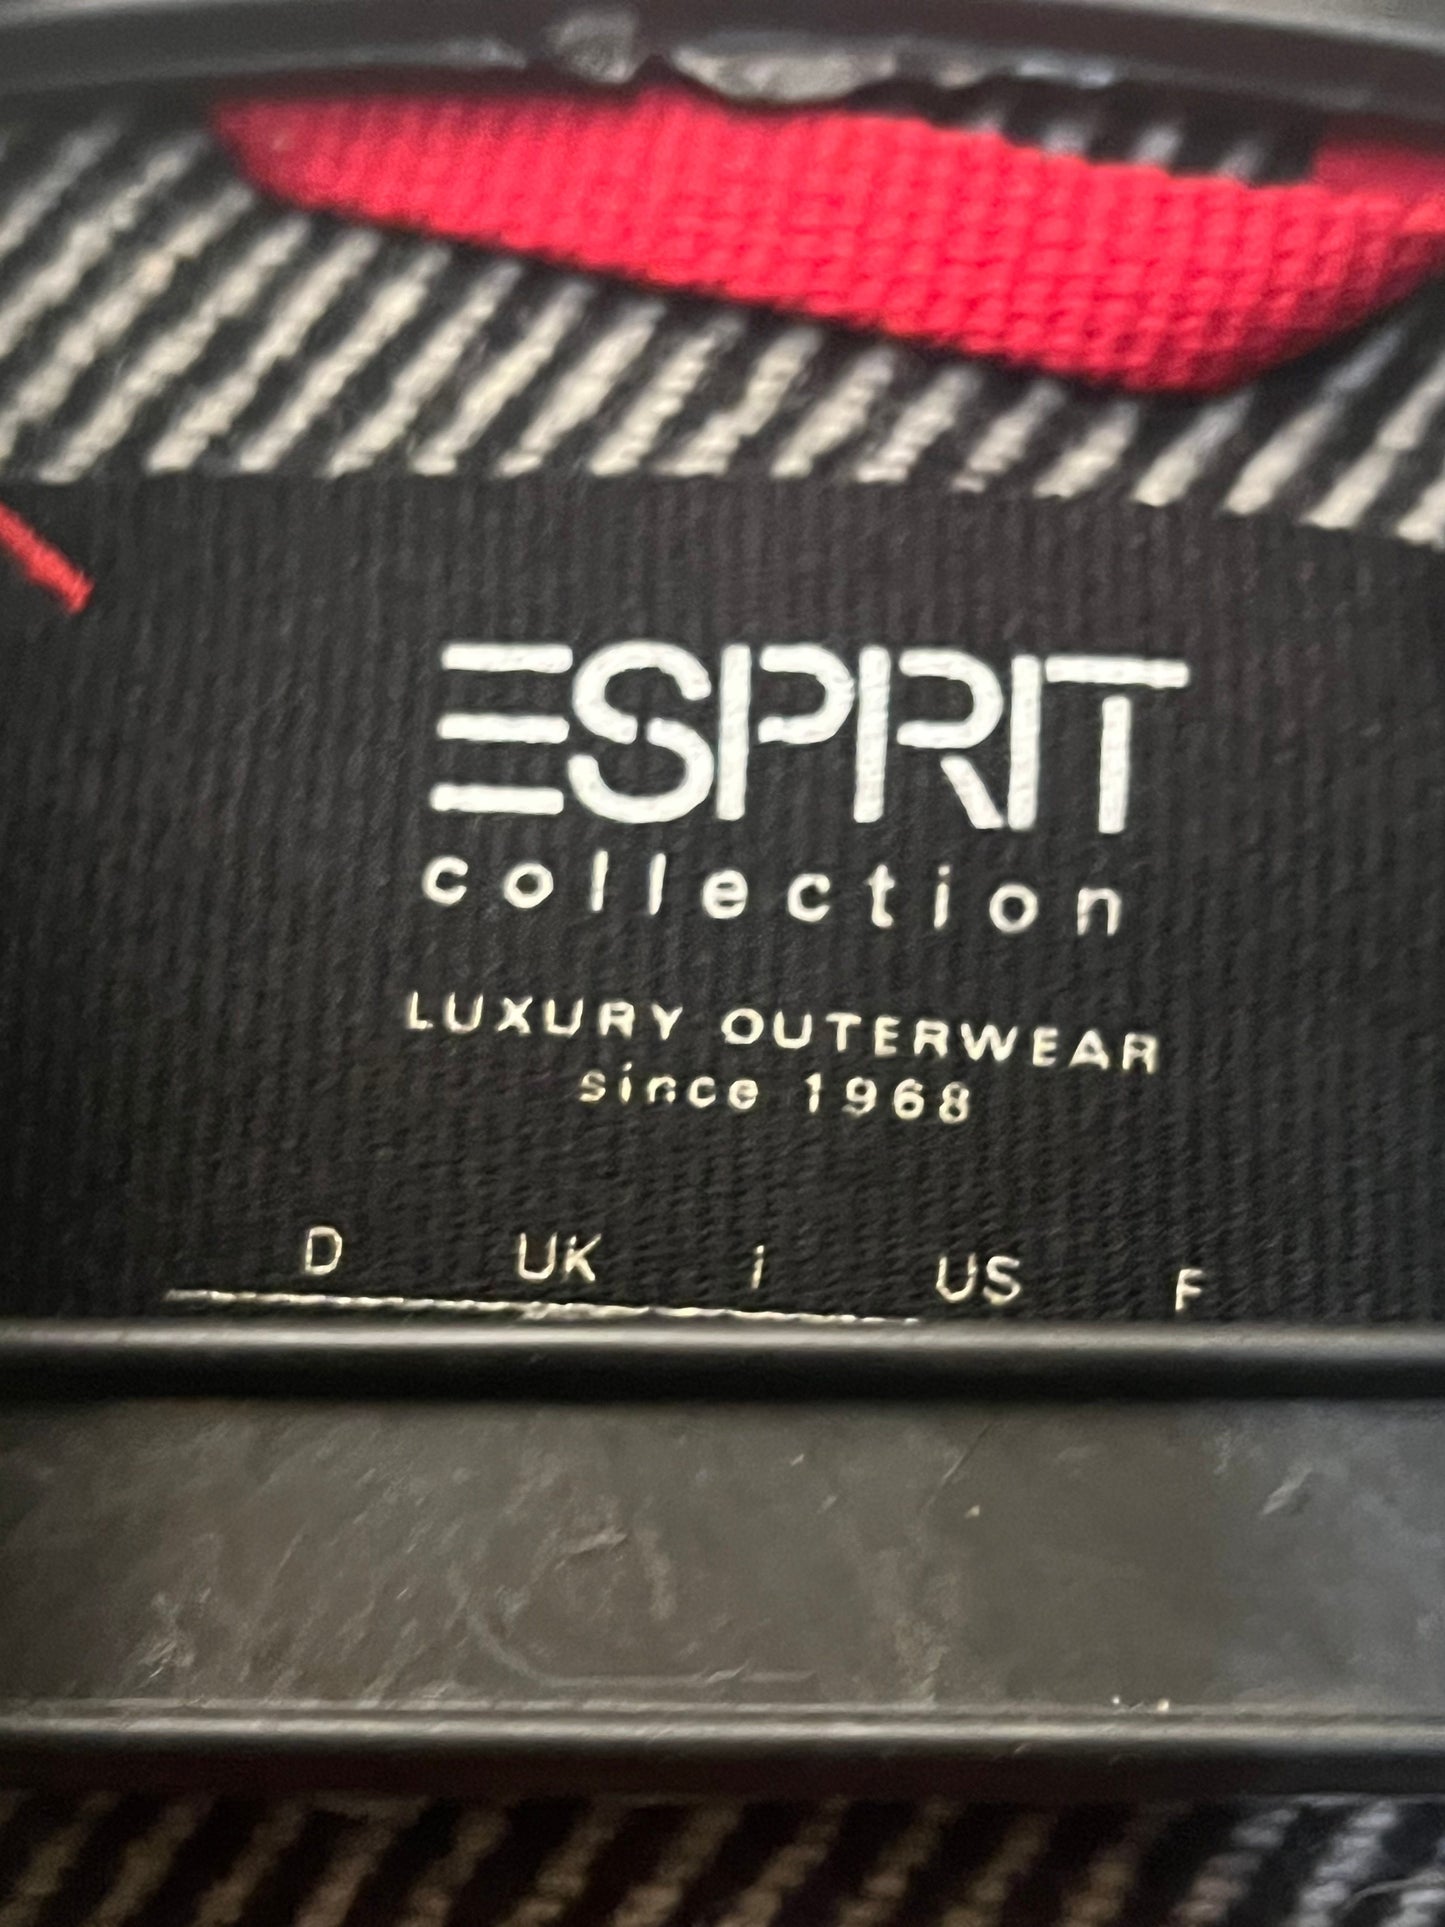 ESPRIT
collection
LUXURY OUTERWEAR
since 1968
D UK i US F